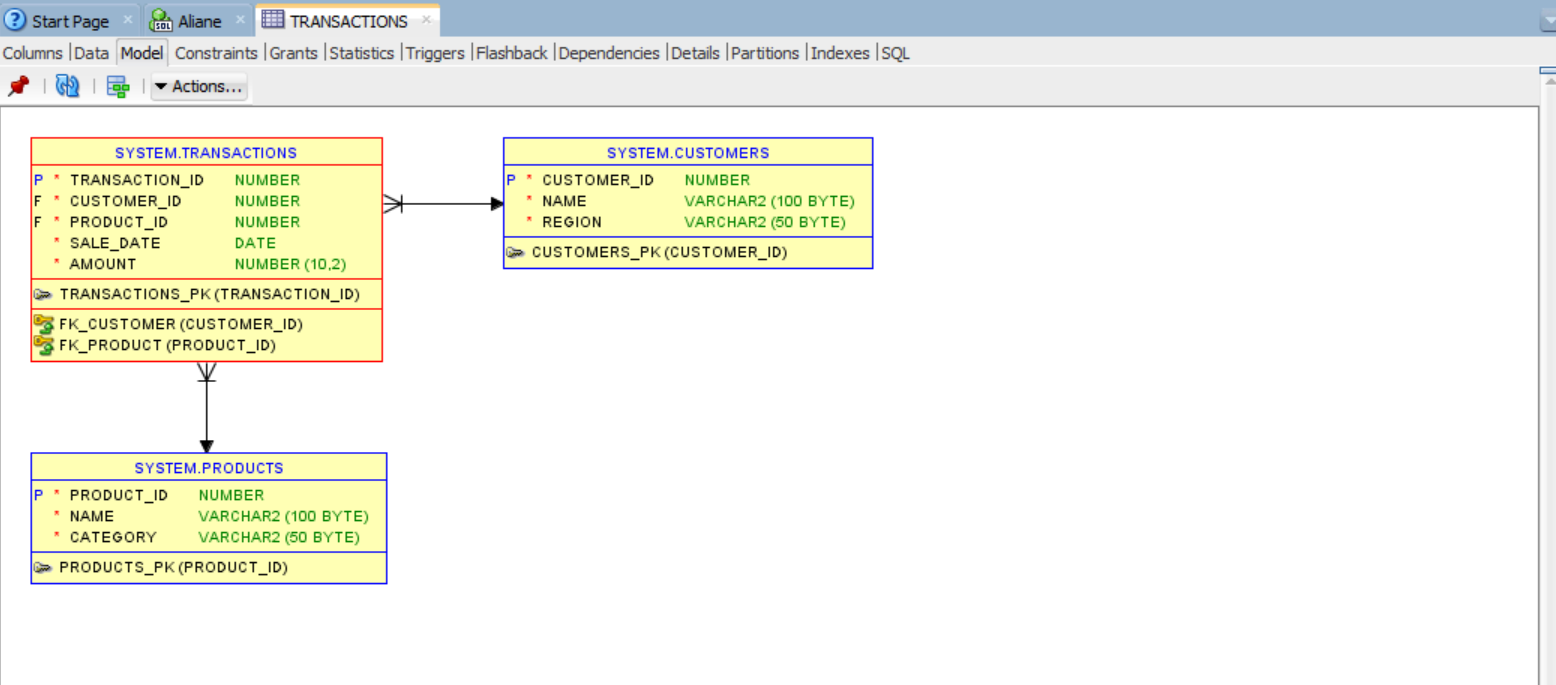 Start Page × Aliane × TRANSACTIONS ×
Columns |Data |Model |Constraints |Grants |Statistics |Triggers |Flashback |Dependencies |Details |Partitions |Indexes |SQL
Actions...
SYSTEM.TRANSACTIONS
P * TRANSACTION_ID NUMBER
F * CUSTOMER_ID NUMBER
F * PRODUCT_ID NUMBER
* SALE_DATE DATE
* AMOUNT NUMBER (10,2)
TRANSACTIONS_PK (TRANSACTION_ID)
FK_CUSTOMER (CUSTOMER_ID)
FK_PRODUCT (PRODUCT_ID)
SYSTEM.CUSTOMERS
P * CUSTOMER_ID NUMBER
* NAME VARCHAR2 (100 BYTE)
* REGION VARCHAR2 (50 BYTE)
CUSTOMERS_PK (CUSTOMER_ID)
SYSTEM.PRODUCTS
P * PRODUCT_ID NUMBER
* NAME VARCHAR2 (100 BYTE)
* CATEGORY VARCHAR2 (50 BYTE)
PRODUCTS_PK (PRODUCT_ID)